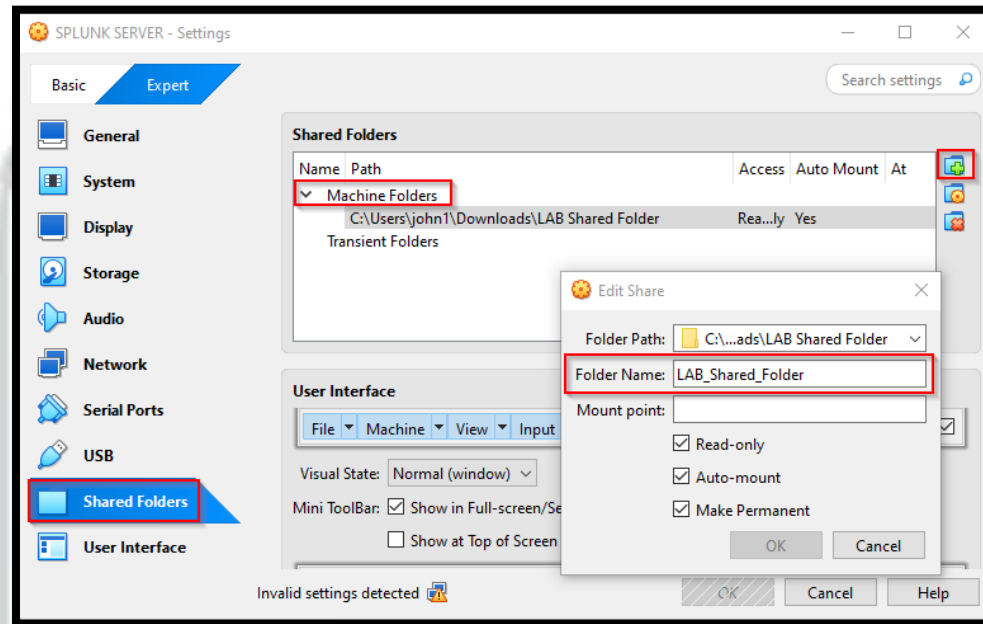 SPLUNK SERVER - Settings
Basic
Expert
Search settings
General
System
Display
Storage
Audio
Network
Serial Ports
USB
Shared Folders
User Interface
Shared Folders
Name Path Access Auto Mount At
Machine Folders
C:\Users\john1\Downloads\LAB Shared Folder Rea...ly Yes
Transient Folders
Edit Share
Folder Path: C:\...ads\LAB Shared Folder
Folder Name: LAB_Shared_Folder
Mount point:
Read-only
Auto-mount
Make Permanent
OK Cancel
User Interface
File Machine View Input
Visual State: Normal (window)
Mini ToolBar: Show in Full-screen/Se
Show at Top of Screen
Invalid settings detected
OK Cancel Help